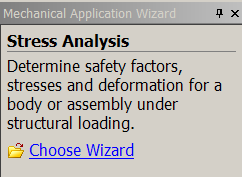 Mechanical Application Wizard
Stress Analysis
Determine safety factors,
stresses and deformation for a
body or assembly under
structural loading.
Choose Wizard